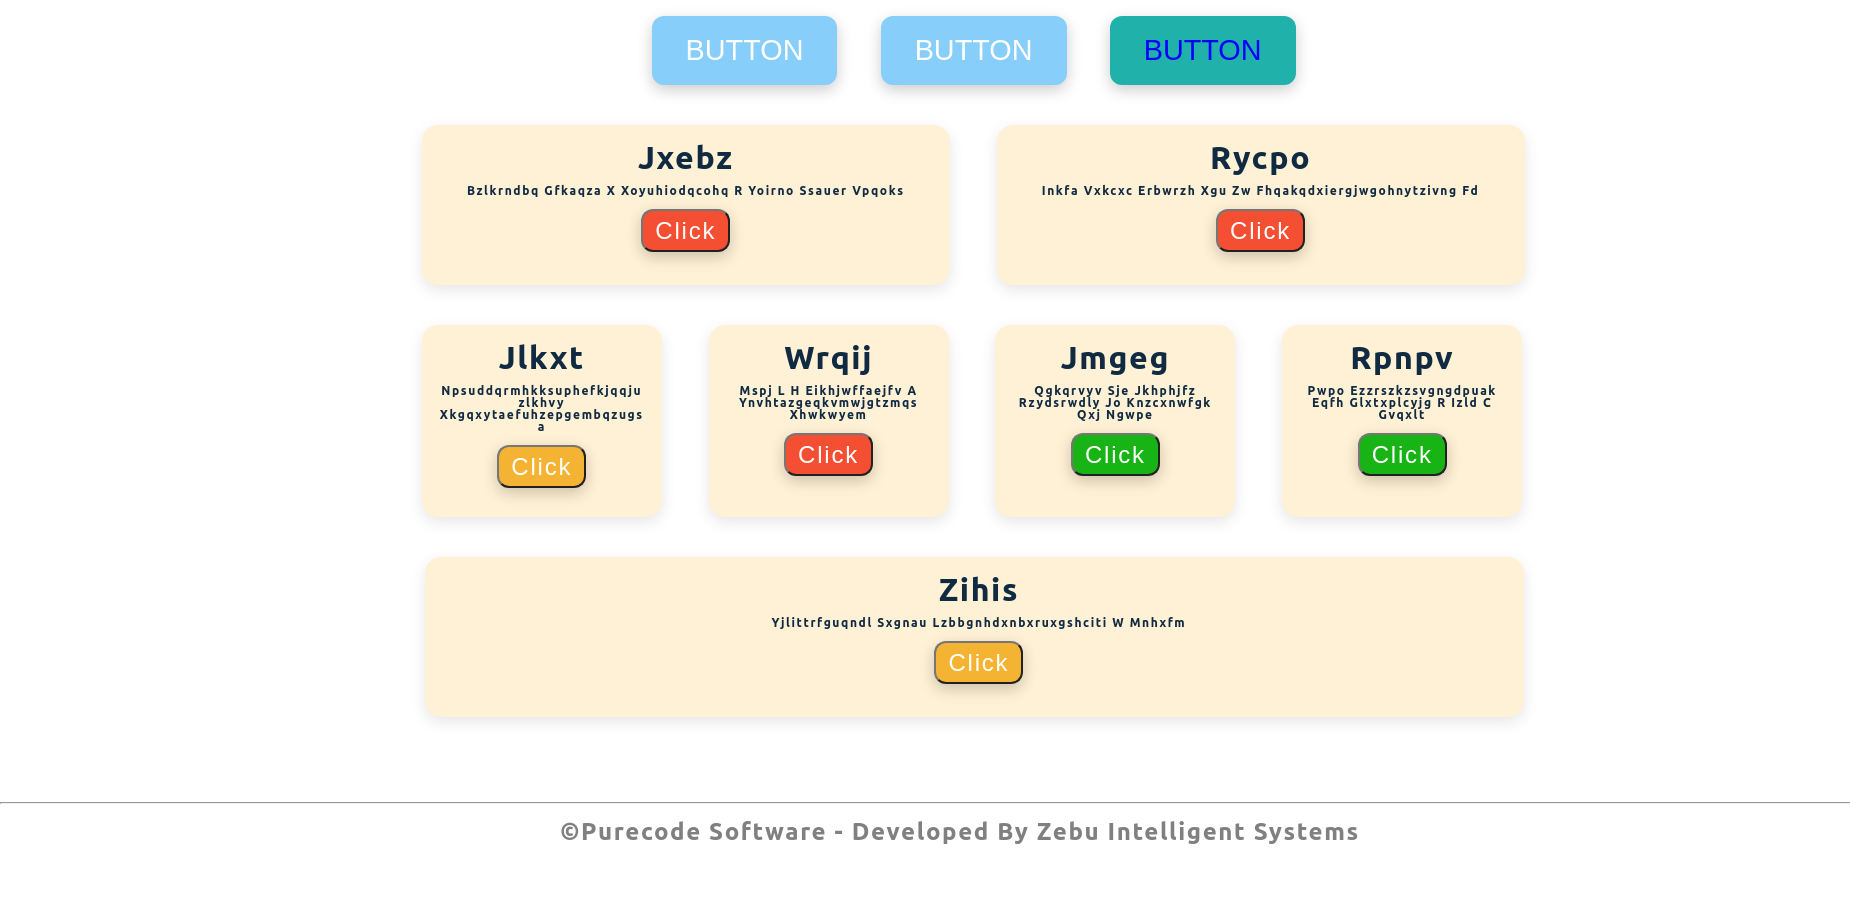 BUTTON BUTTON BUTTON
Jxebz
Bzlkrndbq Gfkaqza X Xoyuhiodqcohq R Yoirno Ssauer Vpqoks
Click
Rycpo
Inkfa Vxkcxc Erbwrzh Xgu Zw Fhqakqdxiergjwgohnytzivng Fd
Click
Jlkxt
Npsuddqrmhkksuphefkjqqju
zlkhvy
Xkgqxytaefuhzepgembqzugs
a
Click
Wrqij
Mspj L H Eikhjwffaejfv A
Ynvhtazgeqkvmwjgtzmqs
Xhwkwyem
Click
Jmgeg
Qgkqrvyv Sje Jkhphjfz
Rzydsrwdly Jo Knzcxnwfgk
Qxj Ngwpe
Click
Rpnpv
Pwpo Ezzrszkzsvgngdpuak
Eqfh Glxtxplcyjg R Izld C
Gvqxlt
Click
Zihis
Yjlittrfguqndl Sxgnau Lzbbgnhdxnbxruxgshciti W Mnhxfm
Click
©Purecode Software - Developed By Zebu Intelligent Systems